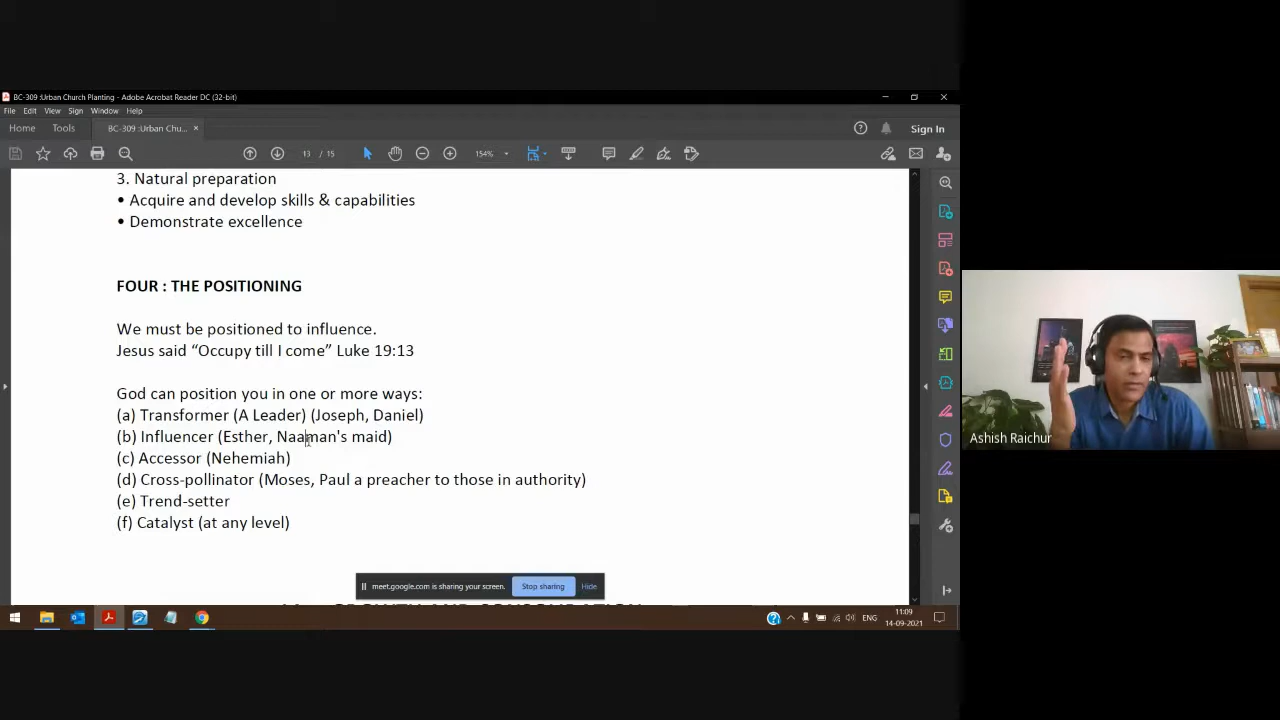 BC-309 :Urban Church Planting - Adobe Acrobat Reader DC (32-bit)
File Edit View Sign Window Help
Home Tools BC-309 :Urban Chu... × Sign In
13 / 15 154%
3. Natural preparation
• Acquire and develop skills & capabilities
• Demonstrate excellence
FOUR : THE POSITIONING
We must be positioned to influence.
Jesus said “Occupy till I come” Luke 19:13
God can position you in one or more ways:
(a) Transformer (A Leader) (Joseph, Daniel)
(b) Influencer (Esther, Naaman's maid)
(c) Accessor (Nehemiah)
(d) Cross-pollinator (Moses, Paul a preacher to those in authority)
(e) Trend-setter
(f) Catalyst (at any level)
meet.google.com is sharing your screen. Stop sharing Hide
ENG 11:09
14-09-2021
Ashish Raichur